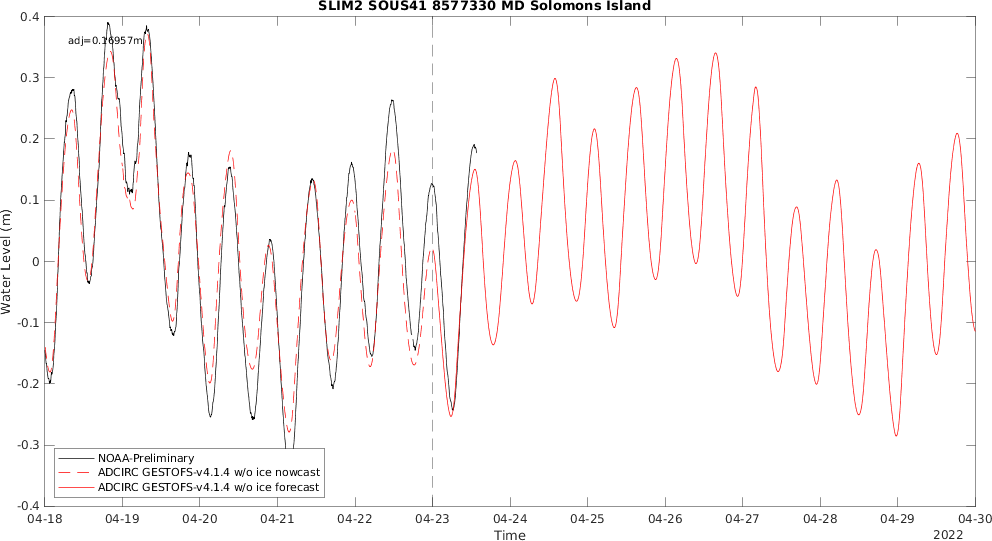 SLIM2 SOUS41 8577330 MD Solomons Island
adj=0.16957m
0.4
0.3
0.2
0.1
0
-0.1
-0.2
-0.3
-0.4
Water Level (m)
NOAA-Preliminary
ADCIRC GESTOFS-v4.1.4 w/o ice nowcast
ADCIRC GESTOFS-v4.1.4 w/o ice forecast
04-18 04-19 04-20 04-21 04-22 04-23 04-24 04-25 04-26 04-27 04-28 04-29 04-30
Time
2022